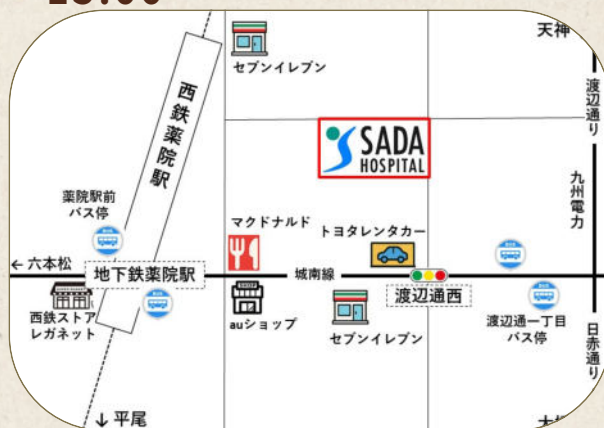 天神
セブンイレブン
渡辺通り
西鉄薬院駅
SADA
HOSPITAL
九州電力
薬院駅前
バス停
マクドナルド
トヨタレンタカー
←六本松
地下鉄薬院駅
城南線
渡辺通西
西鉄ストア
レガネット
auショップ
セブンイレブン
渡辺通一丁目
バス停
日赤通り
↓平尾